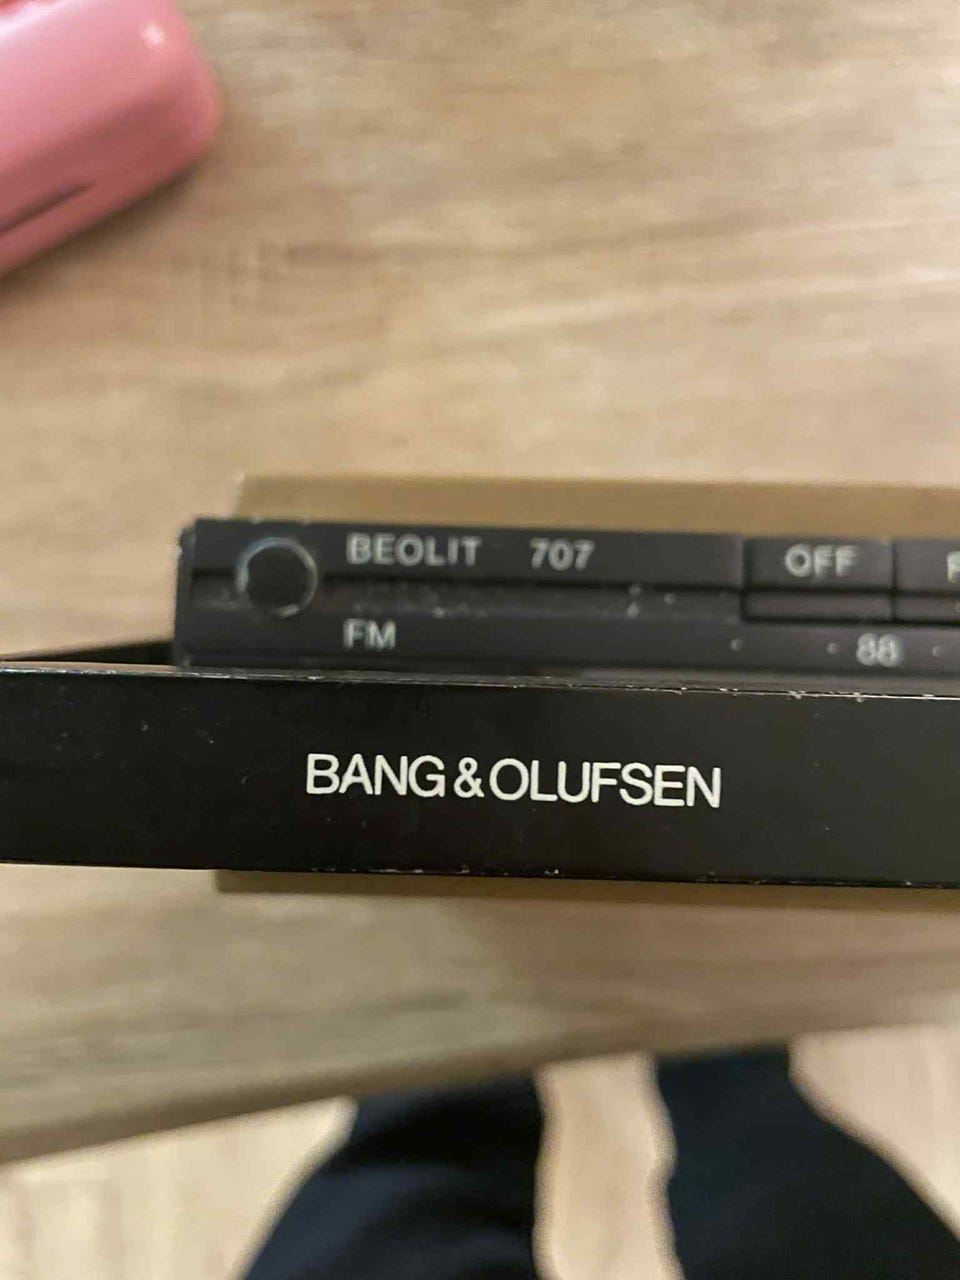 BEOLIT 707 OFF
FM 88
BANG & OLUFSEN